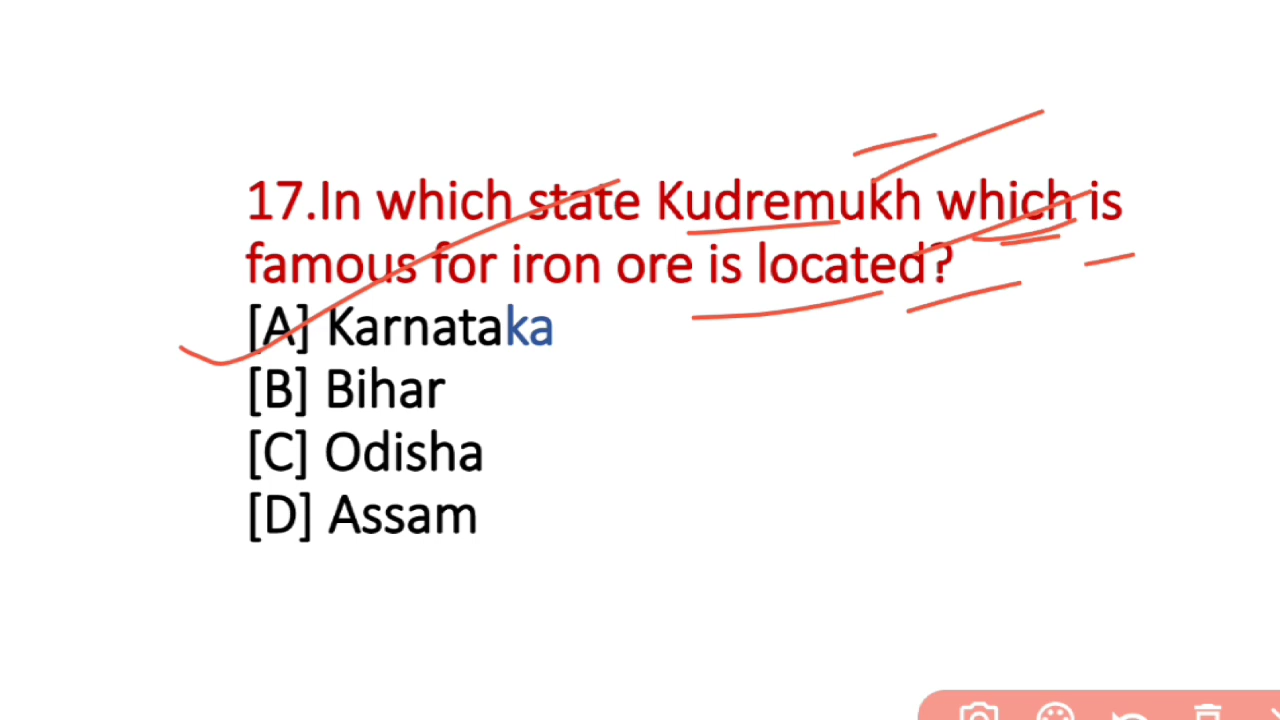 17.In which state Kudremukh which is
famous for iron ore is located?
[A] Karnataka
[B] Bihar
[C] Odisha
[D] Assam